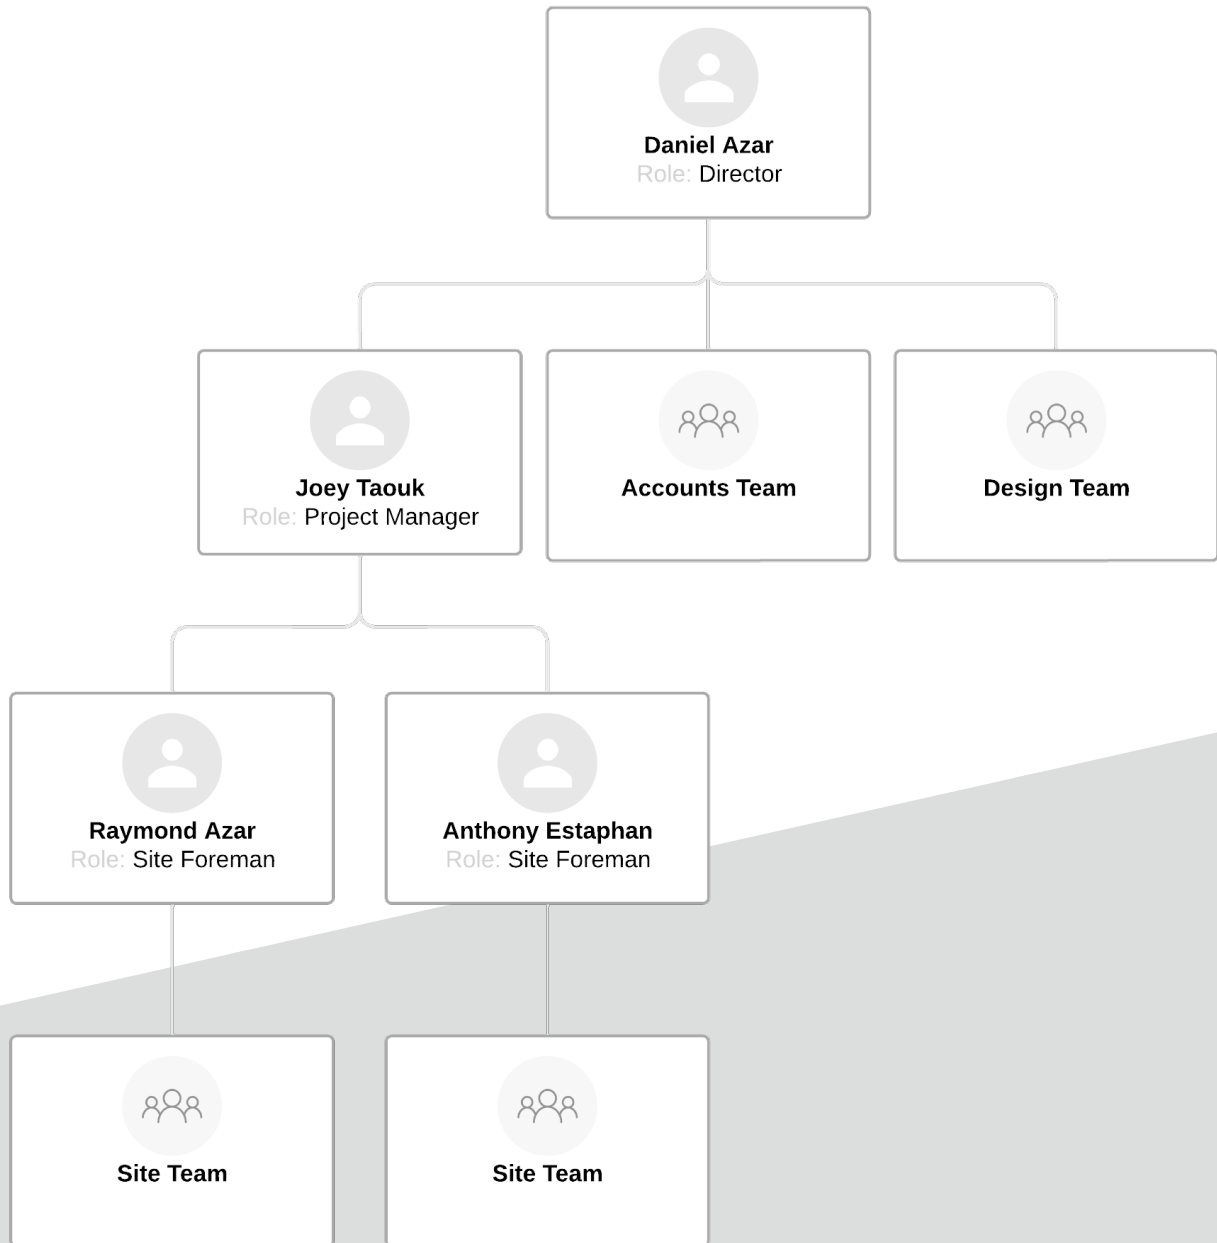 Daniel Azar
Role: Director
Joey Taouk
Role: Project Manager
Accounts Team
Design Team
Raymond Azar
Role: Site Foreman
Anthony Estaphan
Role: Site Foreman
Site Team
Site Team